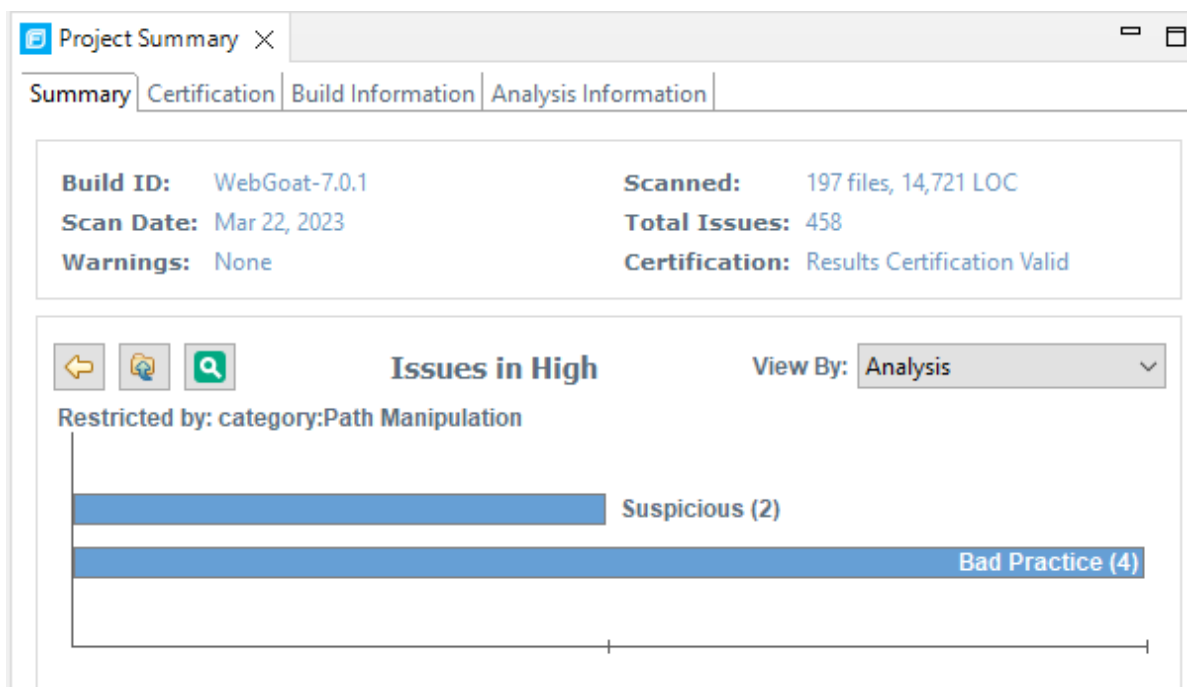 Project Summary
Summary Certification Build Information Analysis Information
Build ID: WebGoat-7.0.1 Scanned: 197 files, 14,721 LOC
Scan Date: Mar 22, 2023 Total Issues: 458
Warnings: None Certification: Results Certification Valid
Issues in High View By: Analysis
Restricted by: category:Path Manipulation
Suspicious (2)
Bad Practice (4)